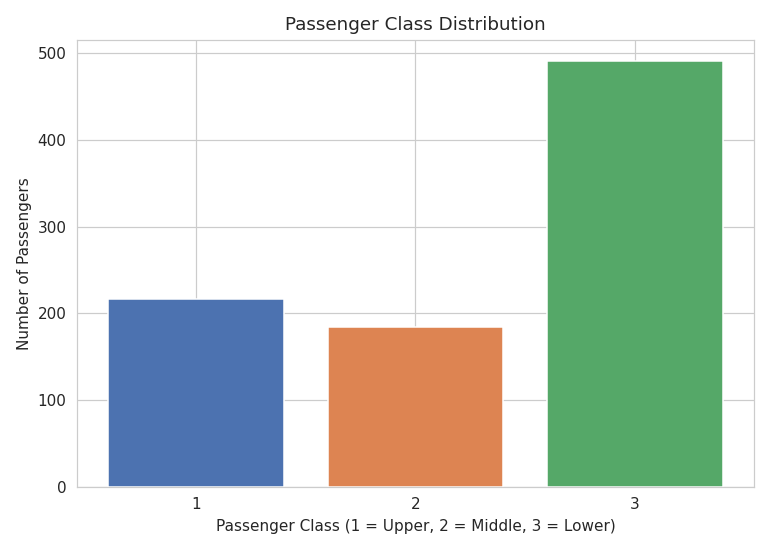 Passenger Class Distribution
Number of Passengers
500
400
300
200
100
0
1 2 3
Passenger Class (1 = Upper, 2 = Middle, 3 = Lower)